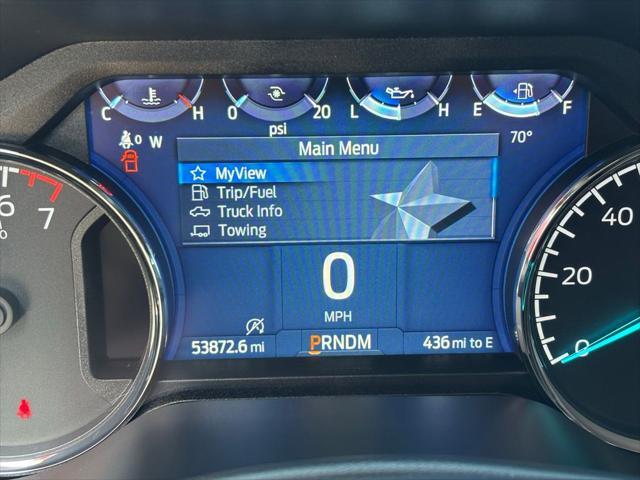 C H 0 20 L H E F
psi
0 W
70°
Main Menu
MyView
Trip/Fuel
Truck Info
Towing
6
7
40
20
0
0
MPH
53872.6 mi
PRNDM
436 mi to E